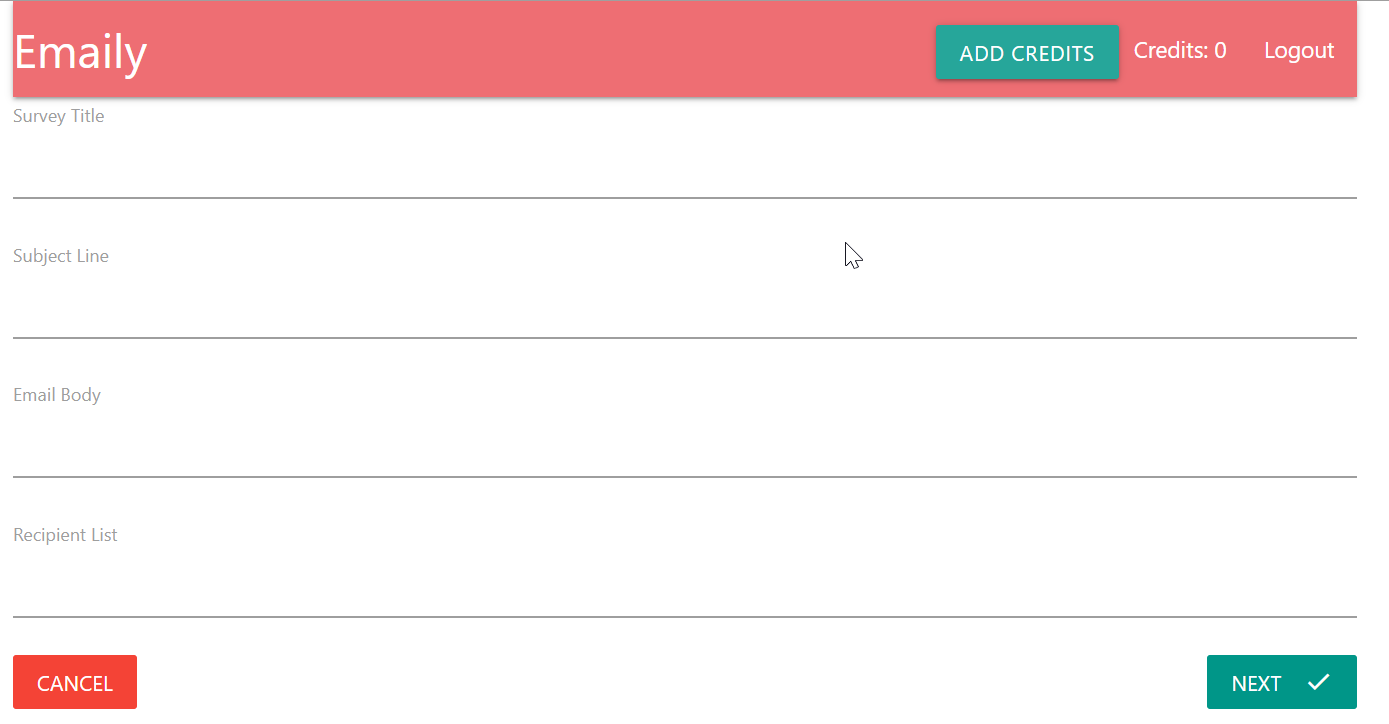 Emaily
ADD CREDITS Credits: 0 Logout
Survey Title
Subject Line
Email Body
Recipient List
CANCEL NEXT